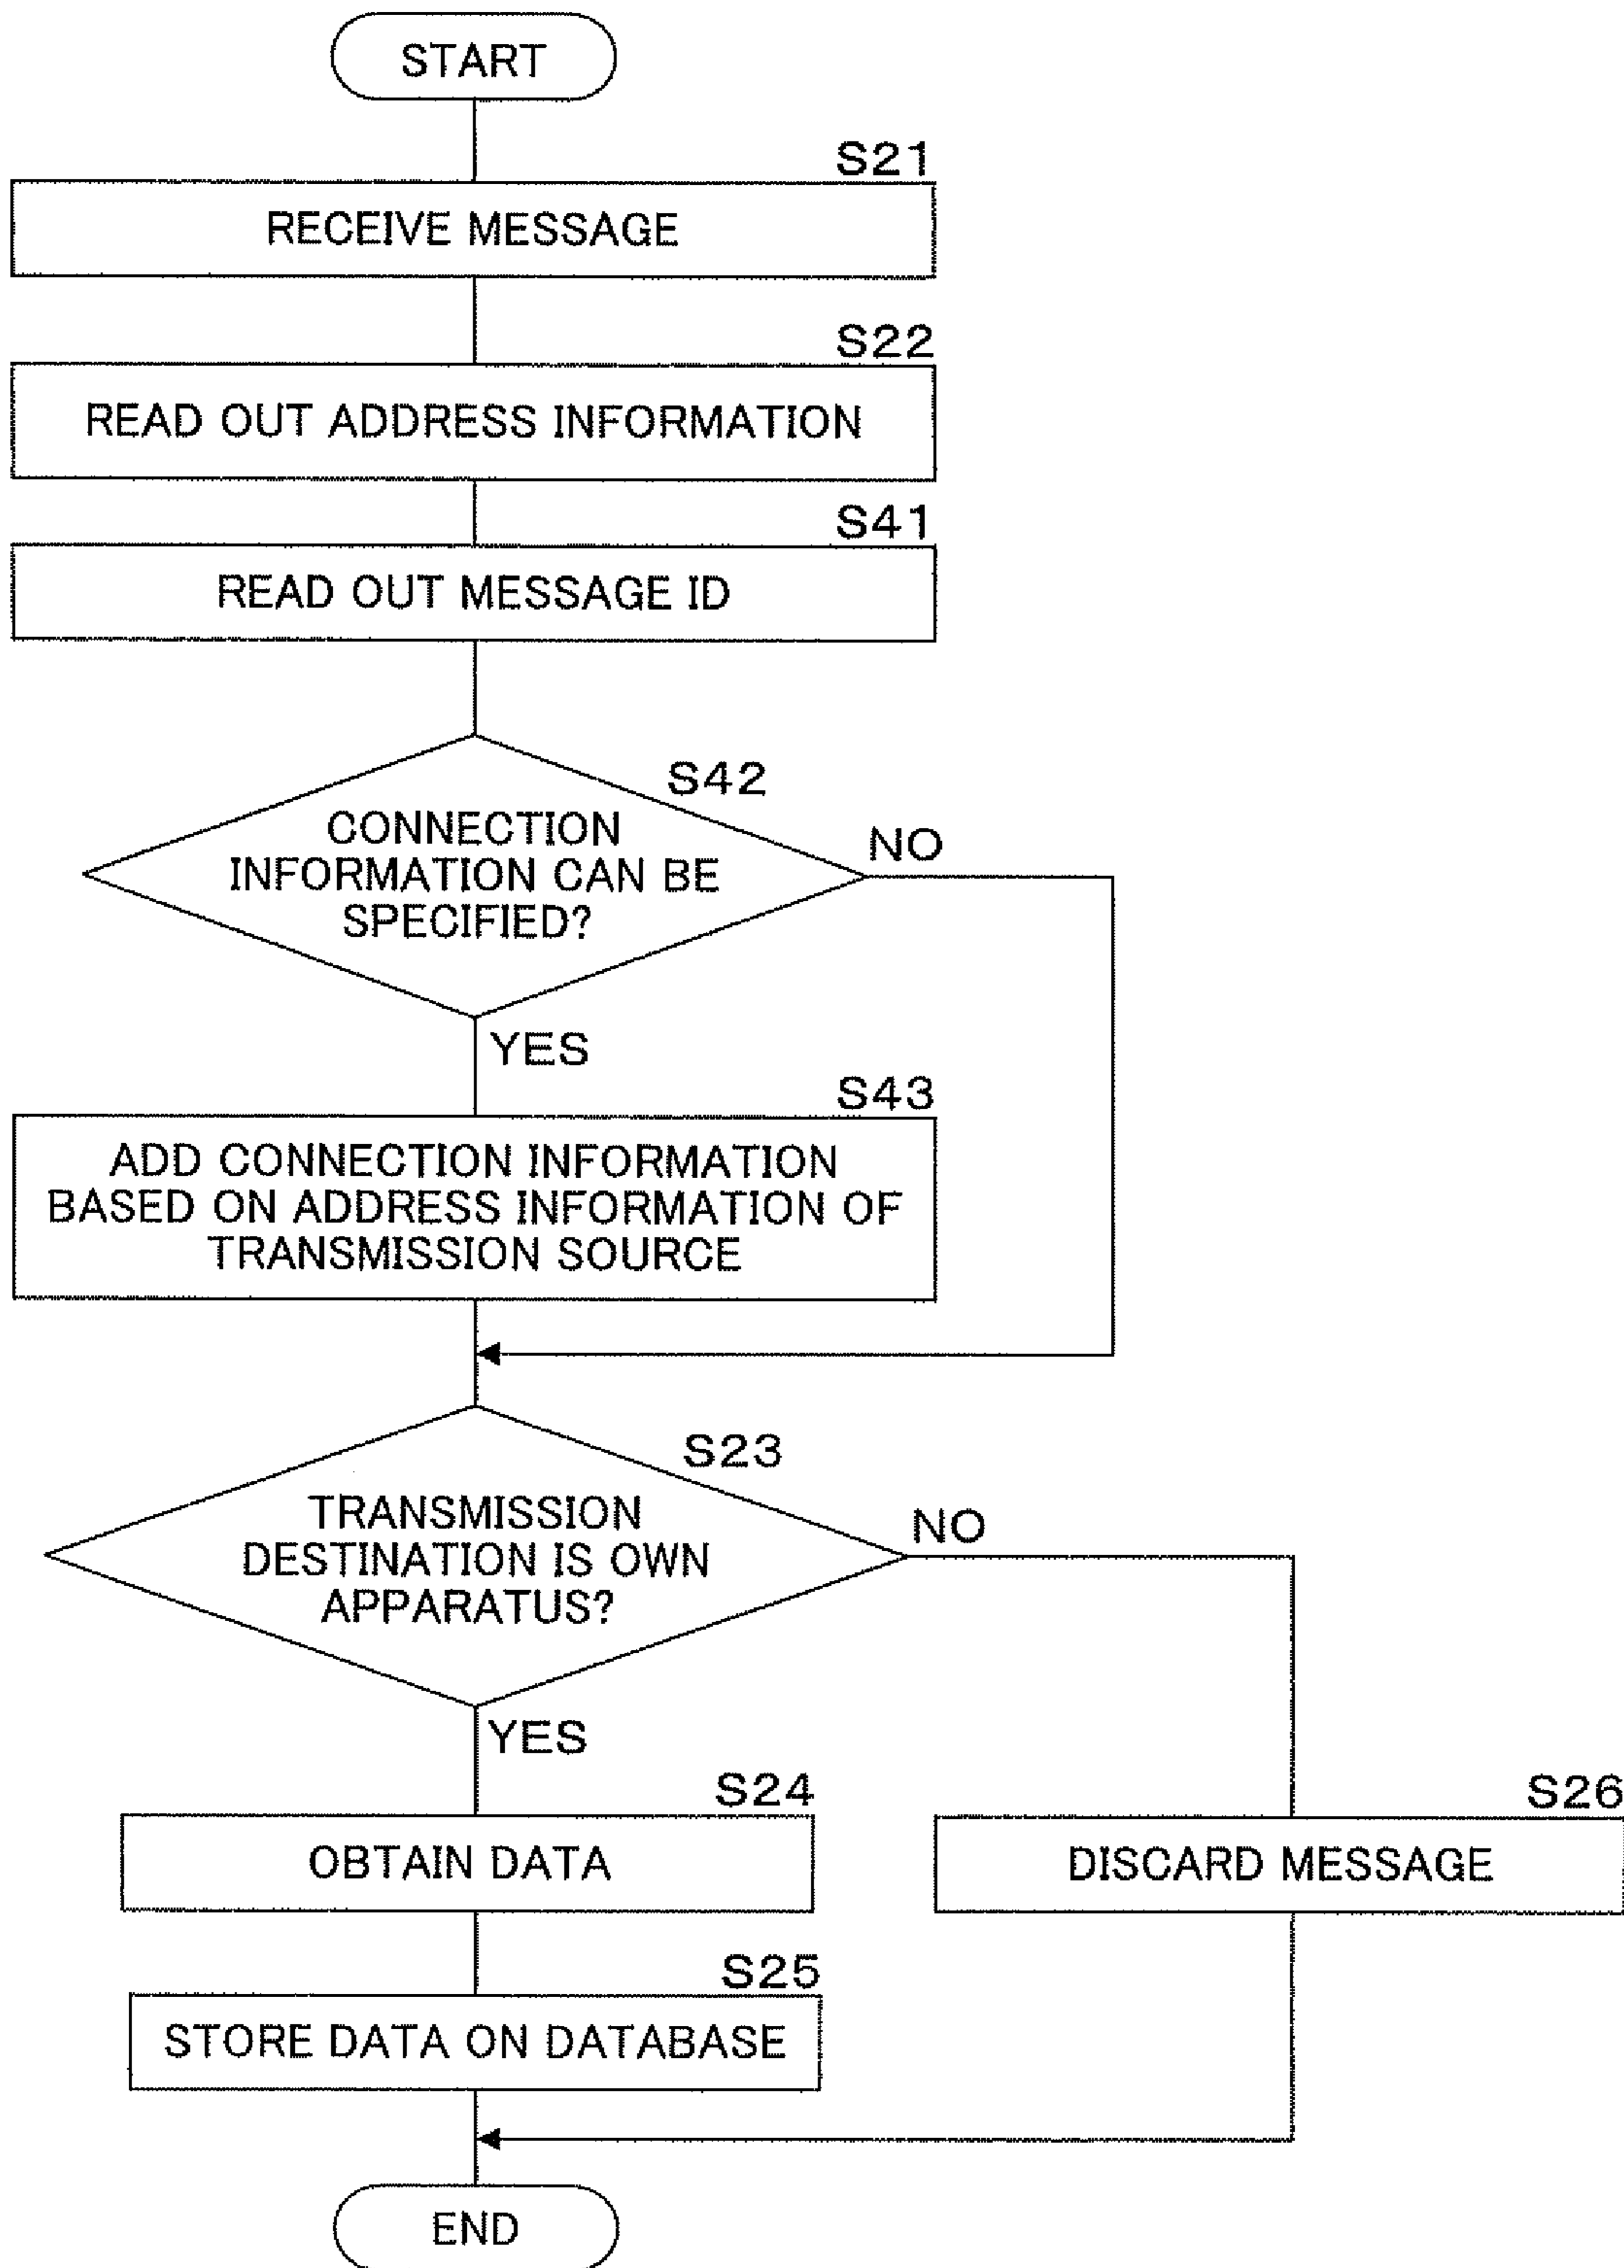 START
S21
RECEIVE MESSAGE
S22
READ OUT ADDRESS INFORMATION
S41
READ OUT MESSAGE ID
S42
CONNECTION
INFORMATION CAN BE
SPECIFIED?
NO
YES
S43
ADD CONNECTION INFORMATION
BASED ON ADDRESS INFORMATION OF
TRANSMISSION SOURCE
S23
TRANSMISSION
DESTINATION IS OWN
APPARATUS?
NO
YES
S24
OBTAIN DATA
S26
DISCARD MESSAGE
S25
STORE DATA ON DATABASE
END